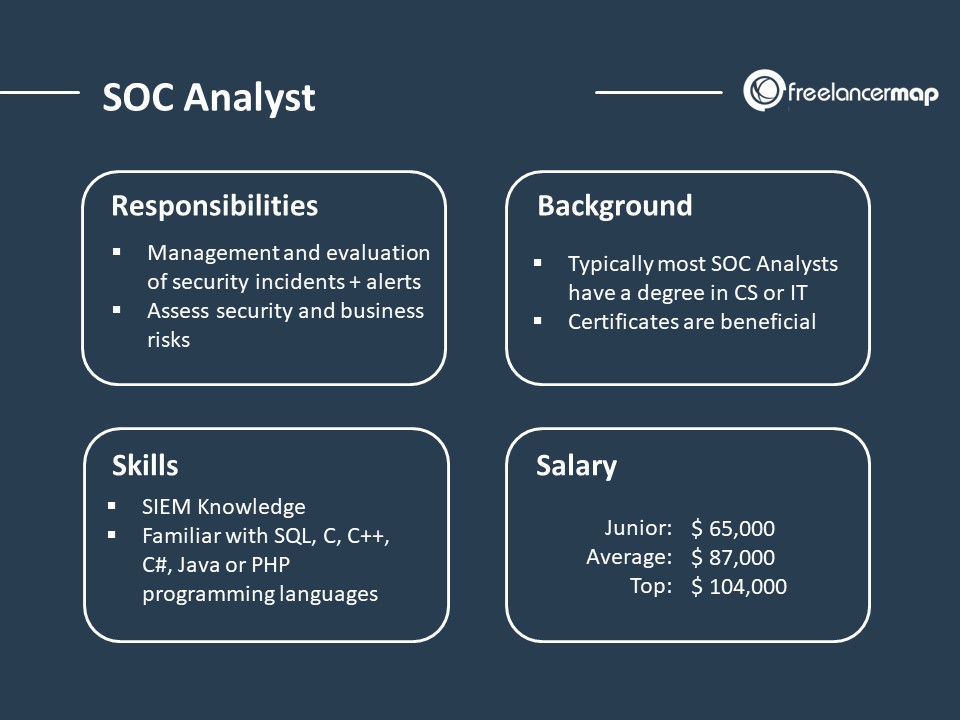 SOC Analyst
freelancermap
Responsibilities
▪ Management and evaluation
of security incidents + alerts
▪ Assess security and business
risks
Background
▪ Typically most SOC Analysts
have a degree in CS or IT
▪ Certificates are beneficial
Skills
▪ SIEM Knowledge
▪ Familiar with SQL, C, C++,
C#, Java or PHP
programming languages
Salary
Junior: $ 65,000
Average: $ 87,000
Top: $ 104,000